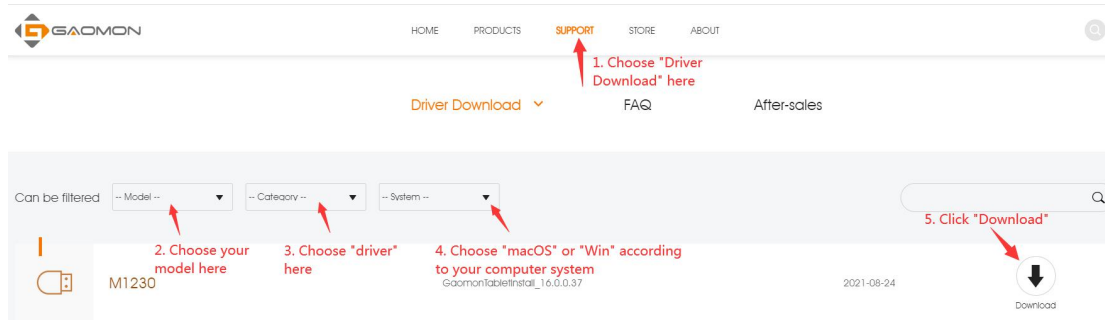 GAOMON
HOME PRODUCTS SUPPORT STORE ABOUT
1. Choose "Driver
Download" here
Driver Download FAQ After-sales
Can be filtered -- Model -- -- Category -- -- System --
5. Click "Download"
2. Choose your
model here
3. Choose "driver"
here
4. Choose "macOS" or "Win" according
to your computer system
M1230 GaomonTabletInstall_16.0.0.37 2021-08-24
Download